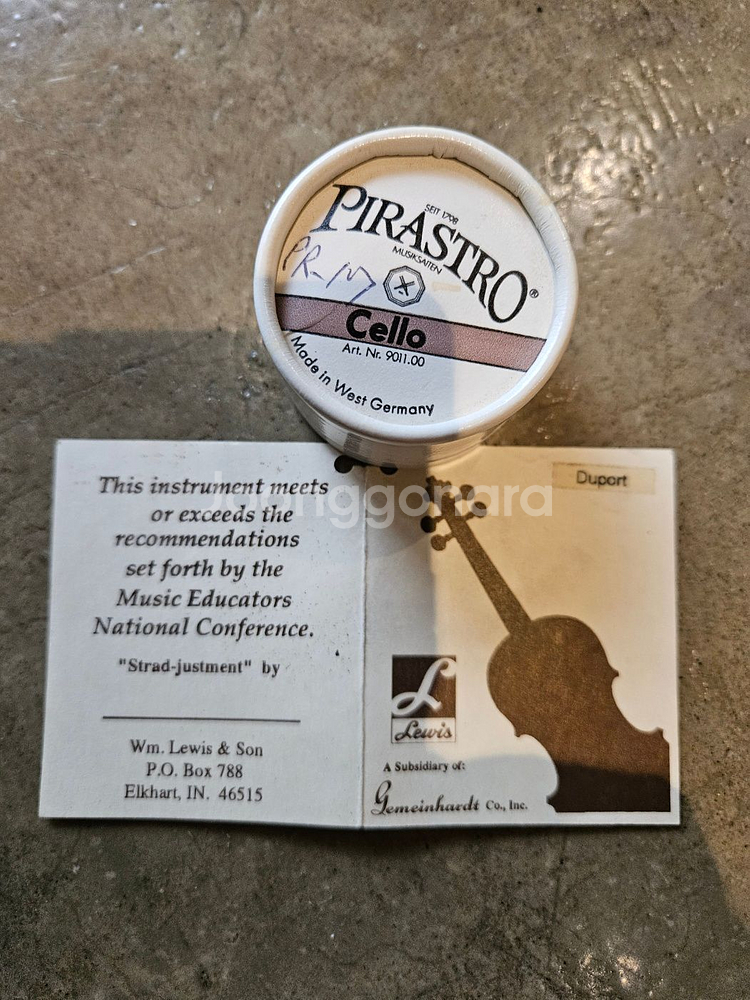 SEIT 1798
PIRASTRO®
MUSIKSAITEN
PR-M
Cello
Art. Nr. 9011.00
Made in West Germany
This instrument meets
or exceeds the
recommendations
set forth by the
Music Educators
National Conference.
"Strad-justment" by
Wm. Lewis & Son
P.O. Box 788
Elkhart, IN. 46515
Duport
L
Lewis
A Subsidiary of:
Gemeinhardt Co., Inc.
joonggonara